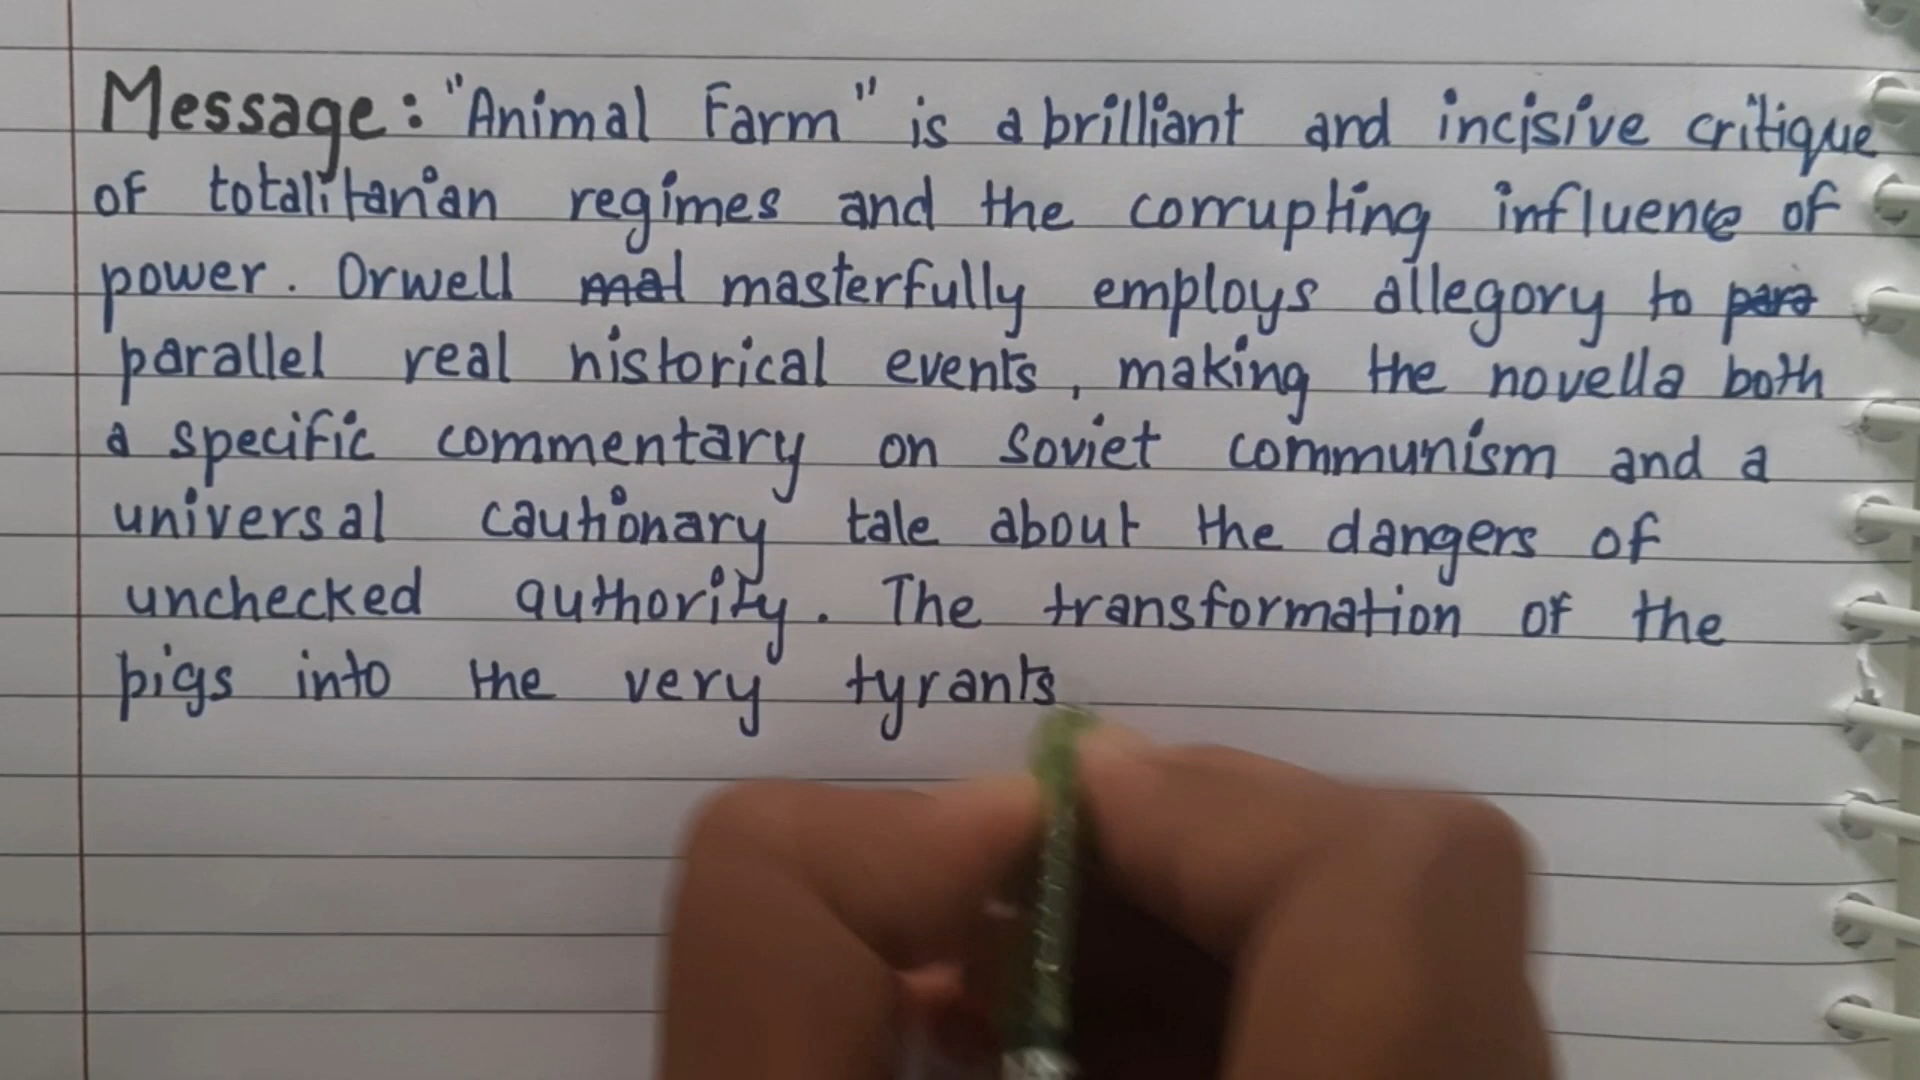 Message: "Animal Farm" is a brilliant and incisive critique
of totalitarian regimes and the corrupting influence of
power. Orwell mal masterfully employs allegory to para
parallel real historical events, making the novella both
a specific commentary on Soviet communism and a
universal cautionary tale about the dangers of
unchecked authority. The transformation of the
pigs into the very tyrants